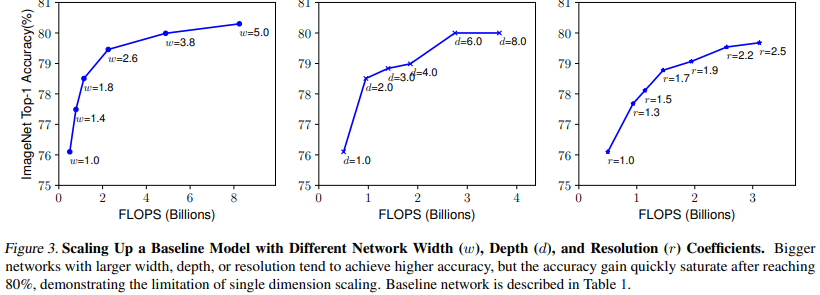 ImageNet Top-1 Accuracy(%)
81
80
79
78
77
76
75
w=1.0
w=1.4
w=1.8
w=2.6
w=3.8
w=5.0
0 2 4 6 8
FLOPS (Billions)
81
80
79
78
77
76
75
d=1.0
d=2.0
d=3.0
d=4.0
d=6.0
d=8.0
0 1 2 3 4
FLOPS (Billions)
81
80
79
78
77
76
75
r=1.0
r=1.3
r=1.5
r=1.7
r=1.9
r=2.2
r=2.5
0 1 2 3
FLOPS (Billions)
Figure 3. Scaling Up a Baseline Model with Different Network Width (w), Depth (d), and Resolution (r) Coefficients. Bigger
networks with larger width, depth, or resolution tend to achieve higher accuracy, but the accuracy gain quickly saturate after reaching
80%, demonstrating the limitation of single dimension scaling. Baseline network is described in Table 1.